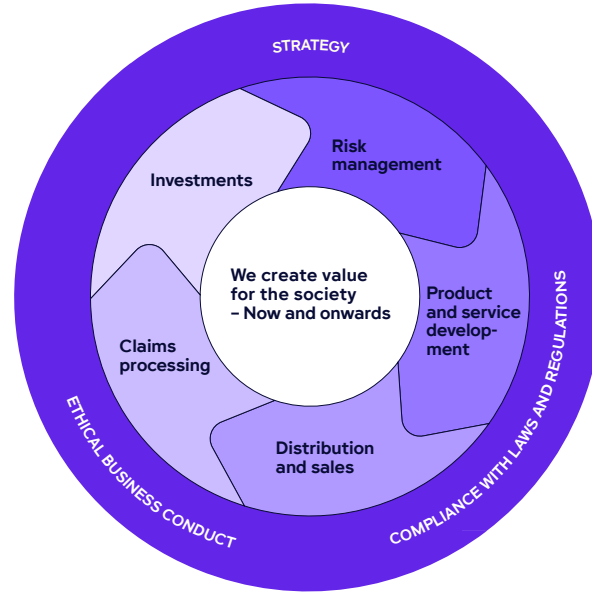 STRATEGY
Risk
management
Investments
We create value
for the society
– Now and onwards
Product
and service
develop-
ment
Claims
processing
Distribution
and sales
ETHICAL BUSINESS CONDUCT
COMPLIANCE WITH LAWS AND REGULATIONS